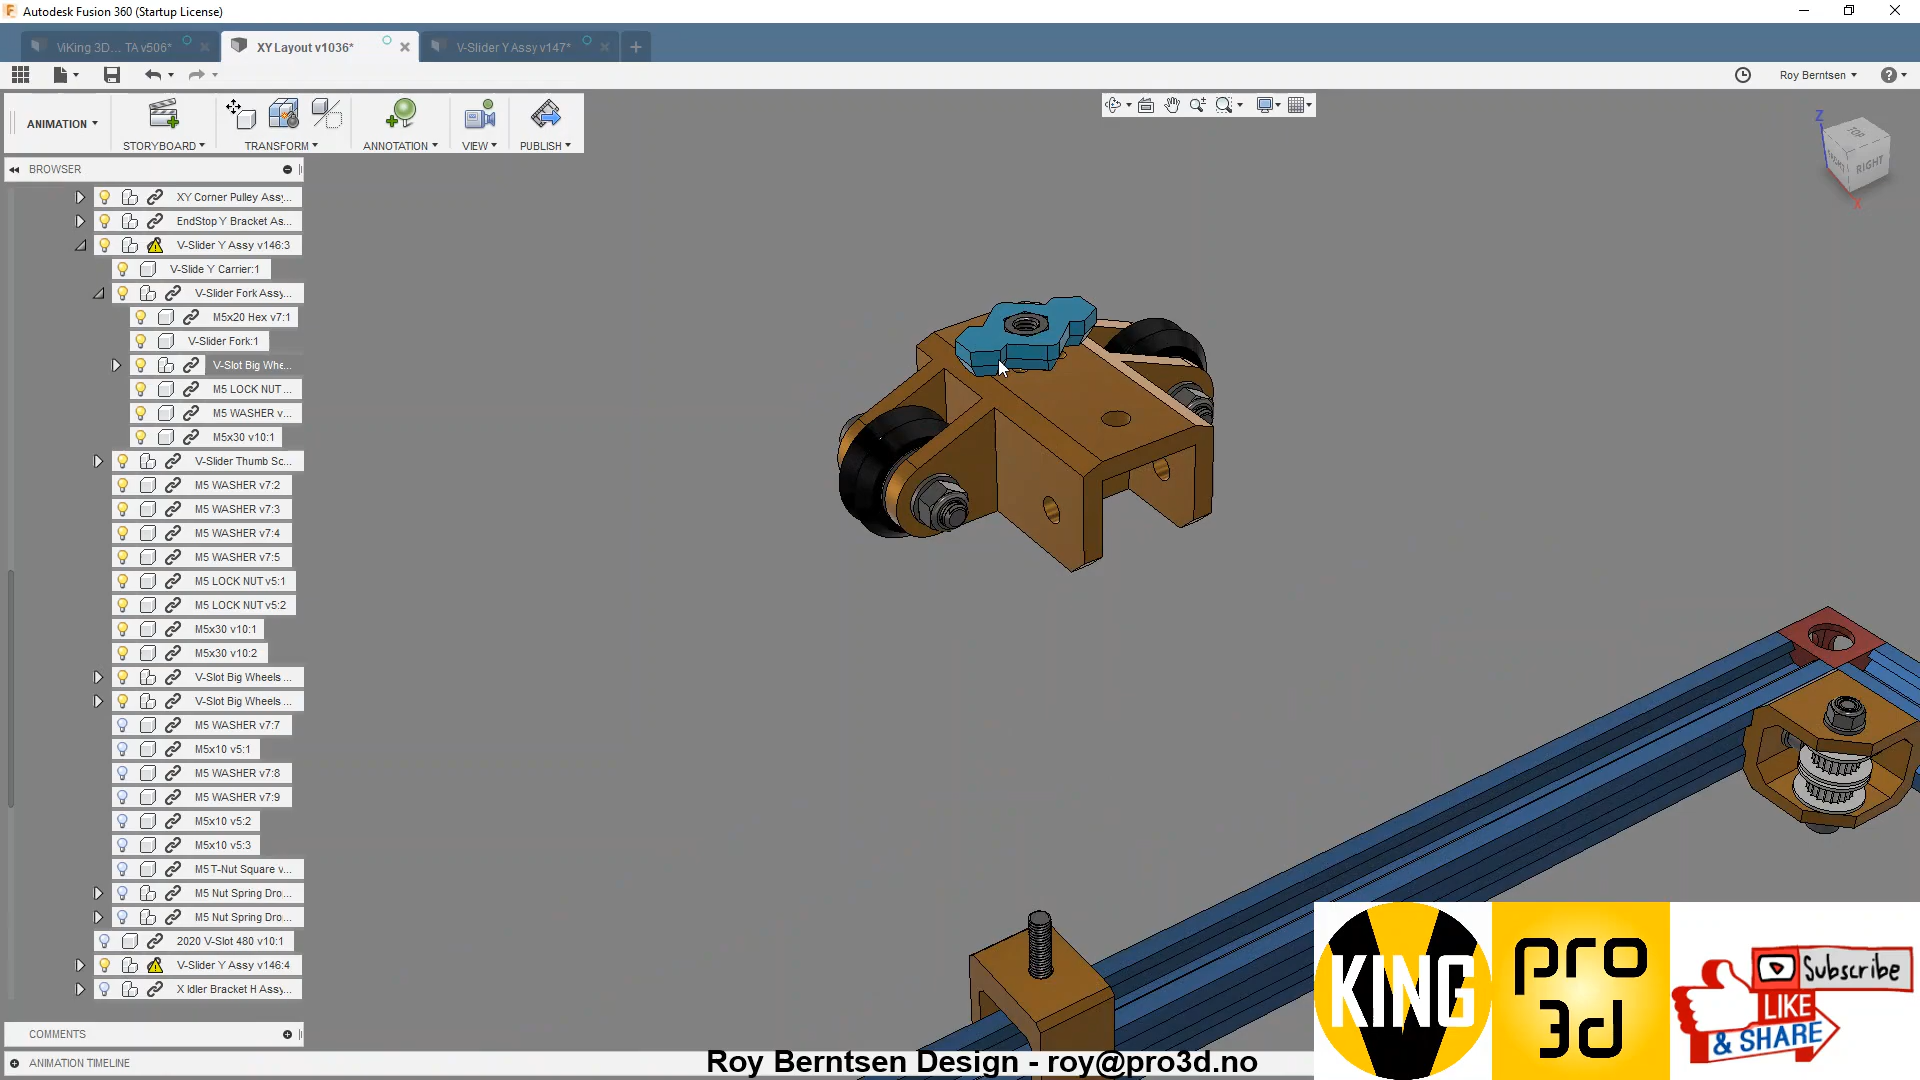 Autodesk Fusion 360 (Startup License)
ViKing 3D... TA v506*
XY Layout v1036*
V-Slider Y Assy v147*
Roy Berntsen
ANIMATION
STORYBOARD
TRANSFORM
ANNOTATION
VIEW
PUBLISH
BROWSER
XY Corner Pulley Assy...
EndStop Y Bracket As...
V-Slider Y Assy v146:3
V-Slide Y Carrier:1
V-Slider Fork Assy...
M5x20 Hex v7:1
V-Slider Fork:1
V-Slot Big Whe...
M5 LOCK NUT ...
M5 WASHER v...
M5x30 v10:1
V-Slider Thumb Sc...
M5 WASHER v7:2
M5 WASHER v7:3
M5 WASHER v7:4
M5 WASHER v7:5
M5 LOCK NUT v5:1
M5 LOCK NUT v5:2
M5x30 v10:1
M5x30 v10:2
V-Slot Big Wheels ...
V-Slot Big Wheels ...
M5 WASHER v7:7
M5x10 v5:1
M5 WASHER v7:8
M5 WASHER v7:9
M5x10 v5:2
M5x10 v5:3
M5 T-Nut Square v...
M5 Nut Spring Dro...
M5 Nut Spring Dro...
2020 V-Slot 480 v10:1
V-Slider Y Assy v146:4
X Idler Bracket H Assy...
COMMENTS
ANIMATION TIMELINE
Z
TOP
FRONT
RIGHT
X
Roy Berntsen Design - roy@pro3d.no
KING
pro
3d
Subscribe
LIKE
& SHARE